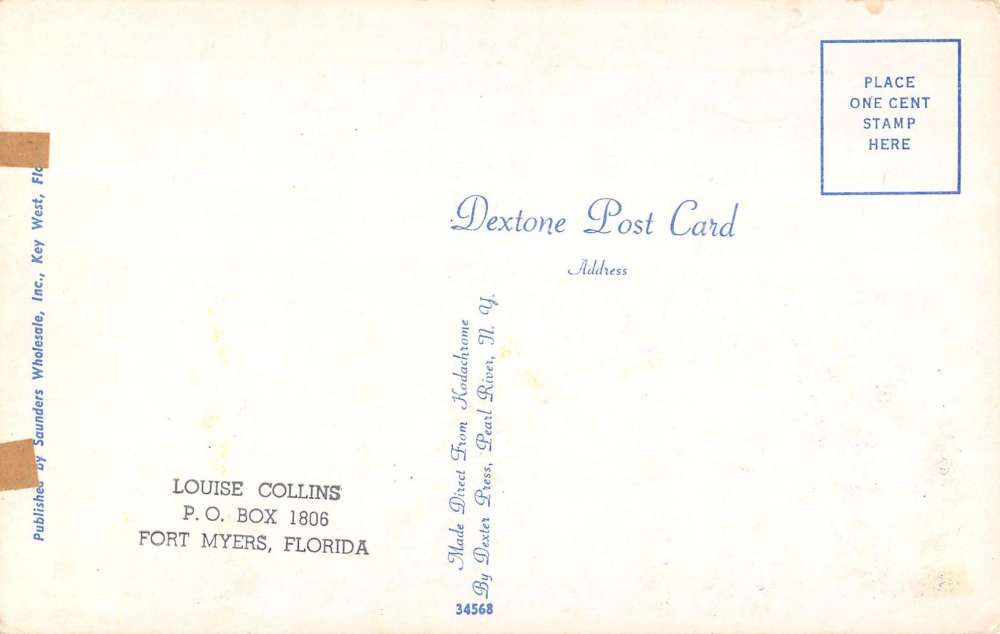 PLACE
ONE CENT
STAMP
HERE
Dextone Post Card
Address
Published by Saunders Wholesale, Inc., Key West, Flo
Made Direct From Kodachrome
By Dexter Press, Pearl River, N. Y.
34568
LOUISE COLLINS
P. O. BOX 1806
FORT MYERS, FLORIDA